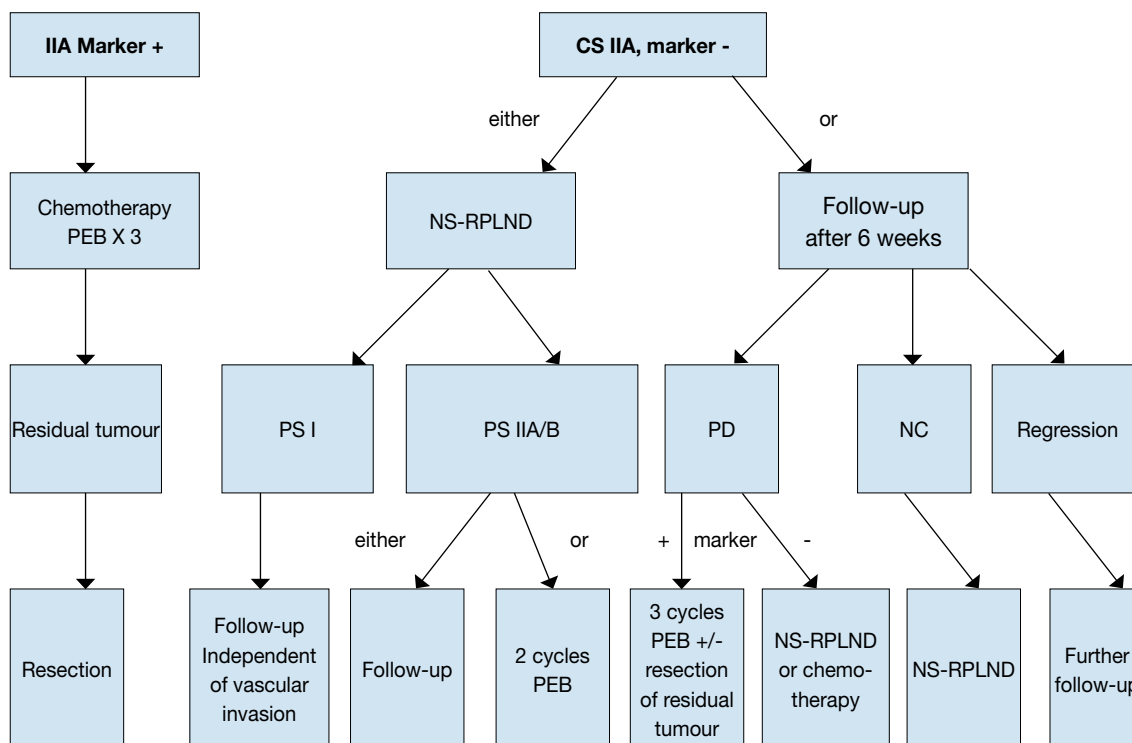 IIA Marker +
CS IIA, marker -
either
or
Chemotherapy
PEB X 3
NS-RPLND
Follow-up
after 6 weeks
Residual tumour
PS I
PS IIA/B
PD
NC
Regression
either
or
+ marker -
Resection
Follow-up
Independent
of vascular
invasion
Follow-up
2 cycles
PEB
3 cycles
PEB +/-
resection
of residual
tumour
NS-RPLND
or chemo-
therapy
NS-RPLND
Further
follow-up